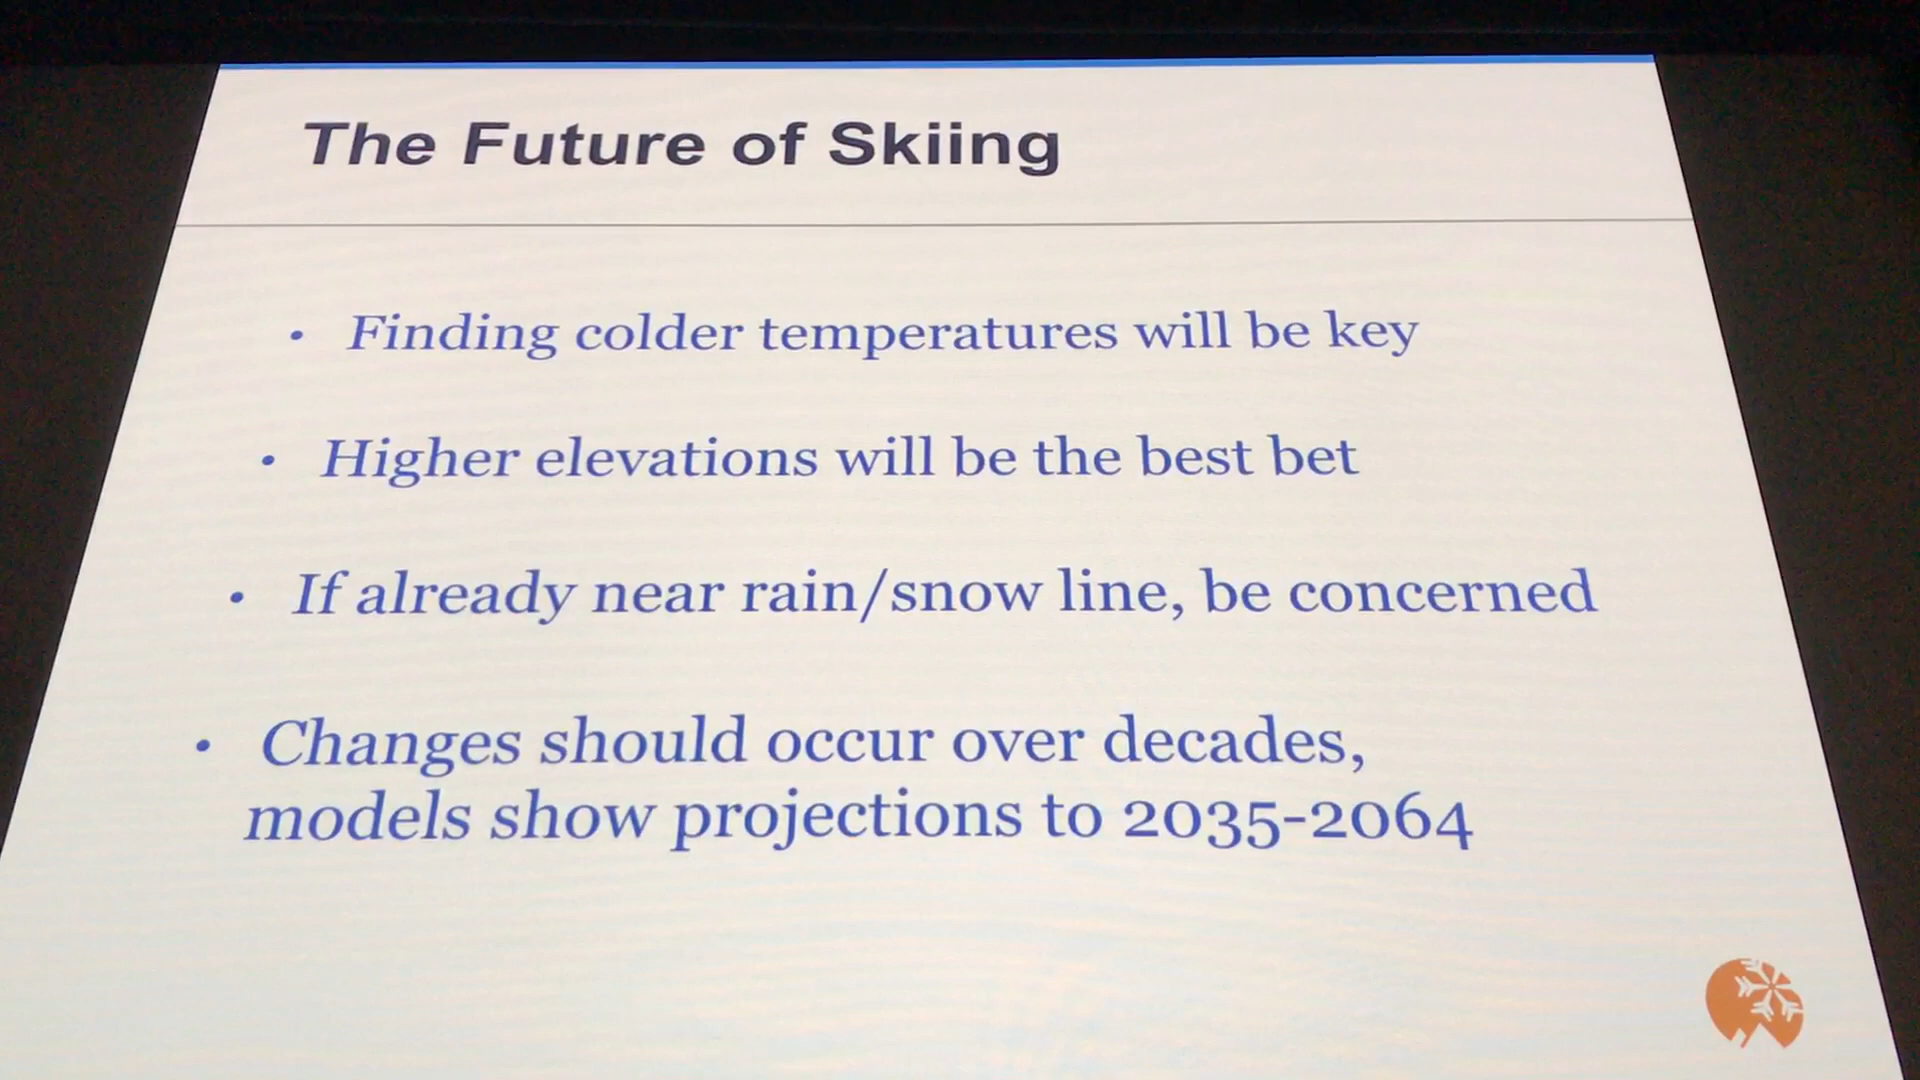 The Future of Skiing
• Finding colder temperatures will be key
• Higher elevations will be the best bet
• If already near rain/snow line, be concerned
• Changes should occur over decades,
models show projections to 2035-2064